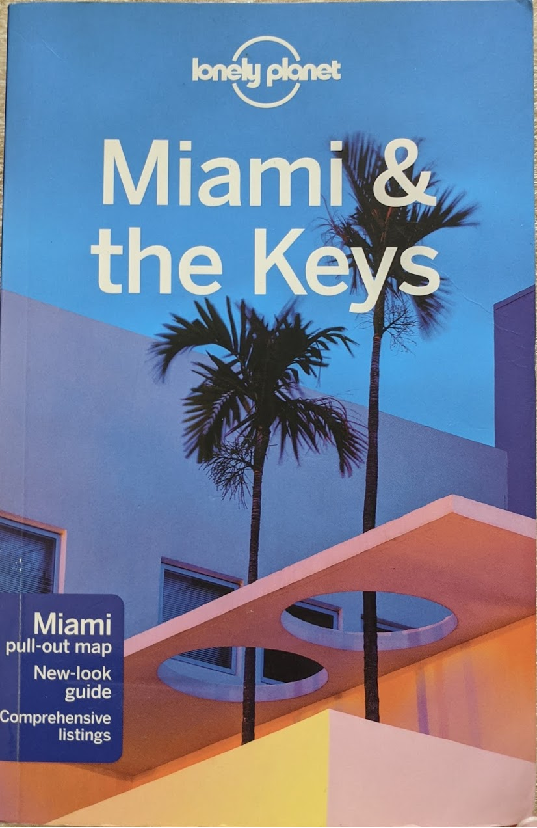 lonely planet
Miami &
the Keys
Miami
pull-out map
New-look
guide
Comprehensive
listings